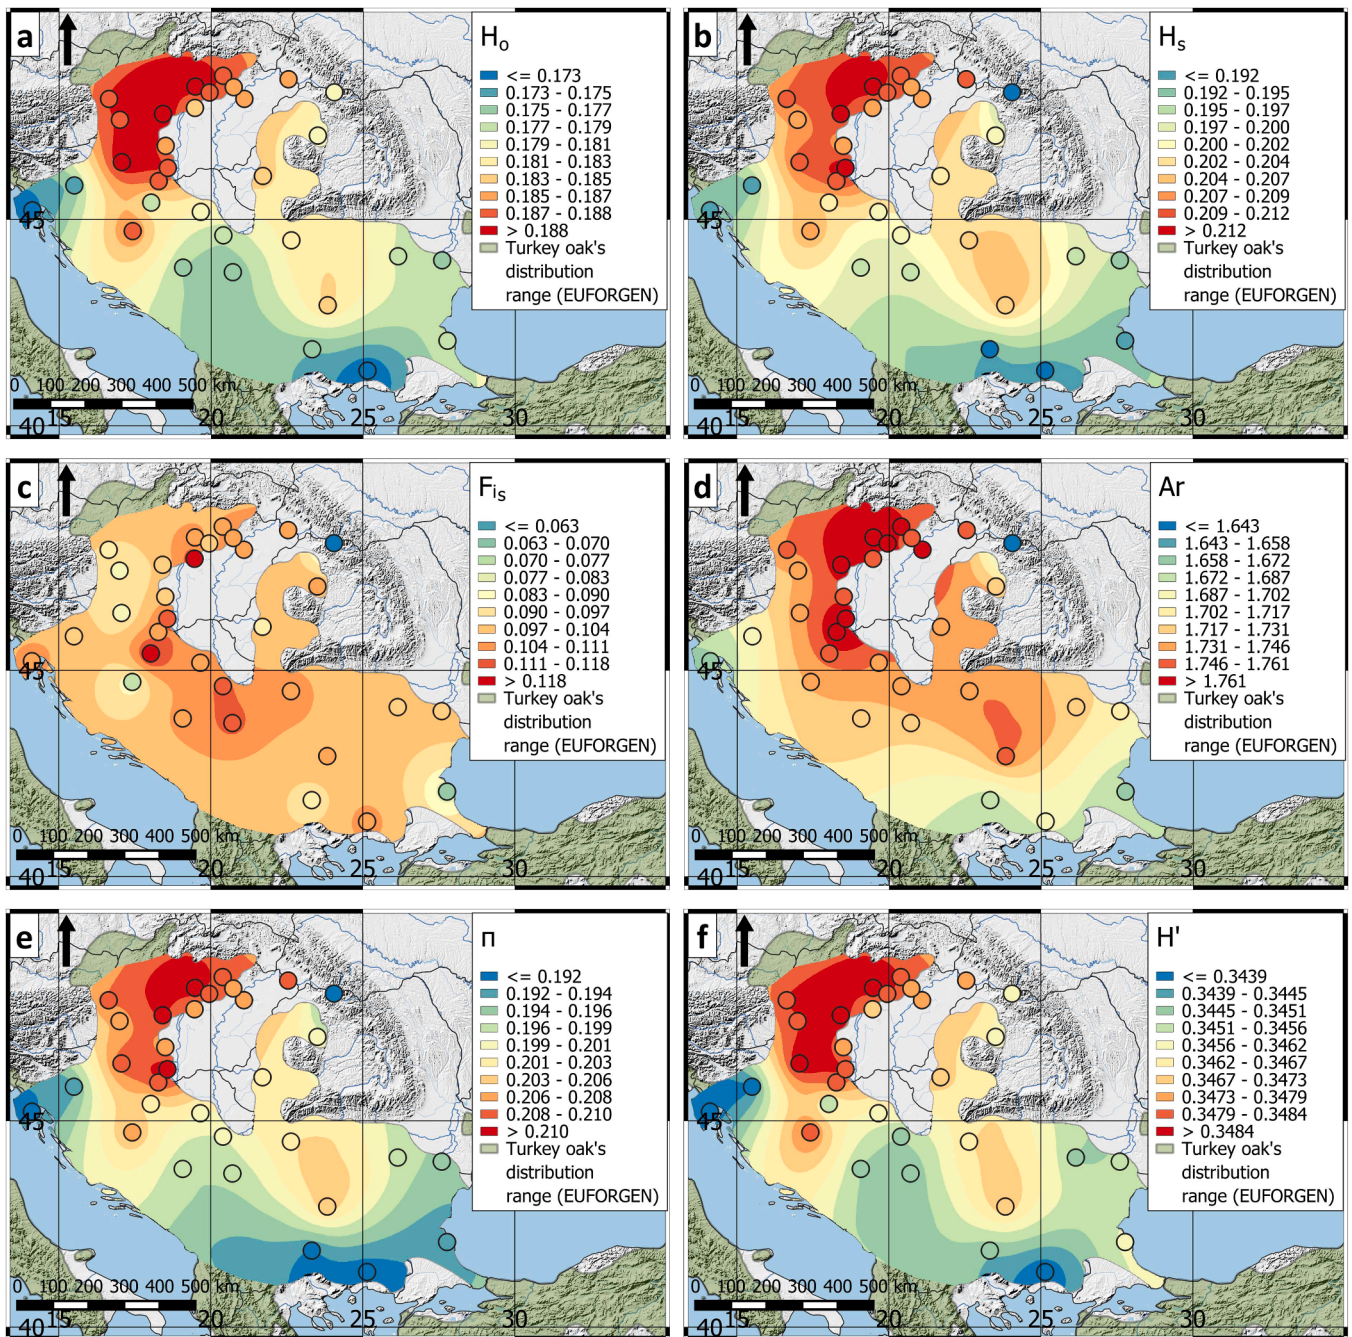 a
Hₒ
<= 0.173
0.173 - 0.175
0.175 - 0.177
0.177 - 0.179
0.179 - 0.181
0.181 - 0.183
0.183 - 0.185
0.185 - 0.187
0.187 - 0.188
> 0.188
Turkey oak's
distribution
range (EUFORGEN)
45
0 100 200 300 400 500 km
40 15 20 25 30
b
Hₛ
<= 0.192
0.192 - 0.195
0.195 - 0.197
0.197 - 0.200
0.200 - 0.202
0.202 - 0.204
0.204 - 0.207
0.207 - 0.209
0.209 - 0.212
> 0.212
Turkey oak's
distribution
range (EUFORGEN)
45
0 100 200 300 400 500 km
40 15 20 25 30
c
Fᵢₛ
<= 0.063
0.063 - 0.070
0.070 - 0.077
0.077 - 0.083
0.083 - 0.090
0.090 - 0.097
0.097 - 0.104
0.104 - 0.111
0.111 - 0.118
> 0.118
Turkey oak's
distribution
range (EUFORGEN)
45
0 100 200 300 400 500 km
40 15 20 25 30
d
Ar
<= 1.643
1.643 - 1.658
1.658 - 1.672
1.672 - 1.687
1.687 - 1.702
1.702 - 1.717
1.717 - 1.731
1.731 - 1.746
1.746 - 1.761
> 1.761
Turkey oak's
distribution
range (EUFORGEN)
45
0 100 200 300 400 500 km
40 15 20 25 30
e
π
<= 0.192
0.192 - 0.194
0.194 - 0.196
0.196 - 0.199
0.199 - 0.201
0.201 - 0.203
0.203 - 0.206
0.206 - 0.208
0.208 - 0.210
> 0.210
Turkey oak's
distribution
range (EUFORGEN)
45
0 100 200 300 400 500 km
40 15 20 25 30
f
H'
<= 0.3439
0.3439 - 0.3445
0.3445 - 0.3451
0.3451 - 0.3456
0.3456 - 0.3462
0.3462 - 0.3467
0.3467 - 0.3473
0.3473 - 0.3479
0.3479 - 0.3484
> 0.3484
Turkey oak's
distribution
range (EUFORGEN)
45
0 100 200 300 400 500 km
40 15 20 25 30